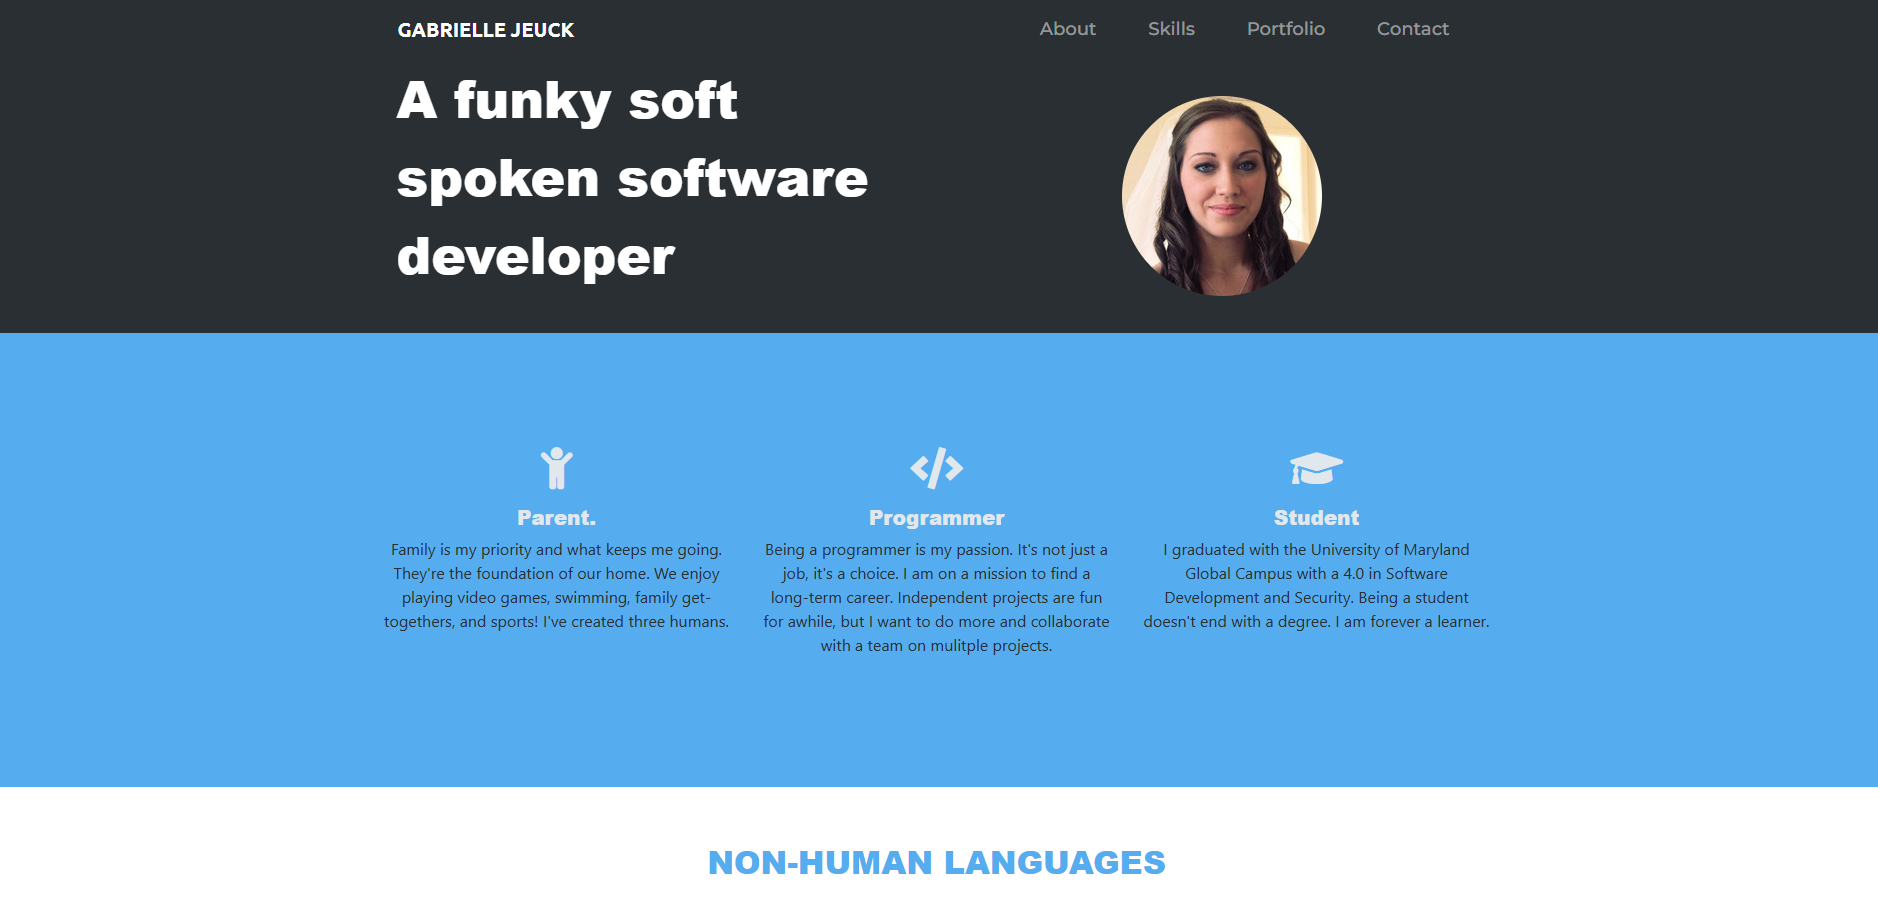 GABRIELLE JEUCK
About Skills Portfolio Contact
A funky soft
spoken software
developer
Parent.
Family is my priority and what keeps me going.
They're the foundation of our home. We enjoy
playing video games, swimming, family get-
togethers, and sports! I've created three humans.
Programmer
Being a programmer is my passion. It's not just a
job, it's a choice. I am on a mission to find a
long-term career. Independent projects are fun
for awhile, but I want to do more and collaborate
with a team on mulitple projects.
Student
I graduated with the University of Maryland
Global Campus with a 4.0 in Software
Development and Security. Being a student
doesn't end with a degree. I am forever a learner.
NON-HUMAN LANGUAGES